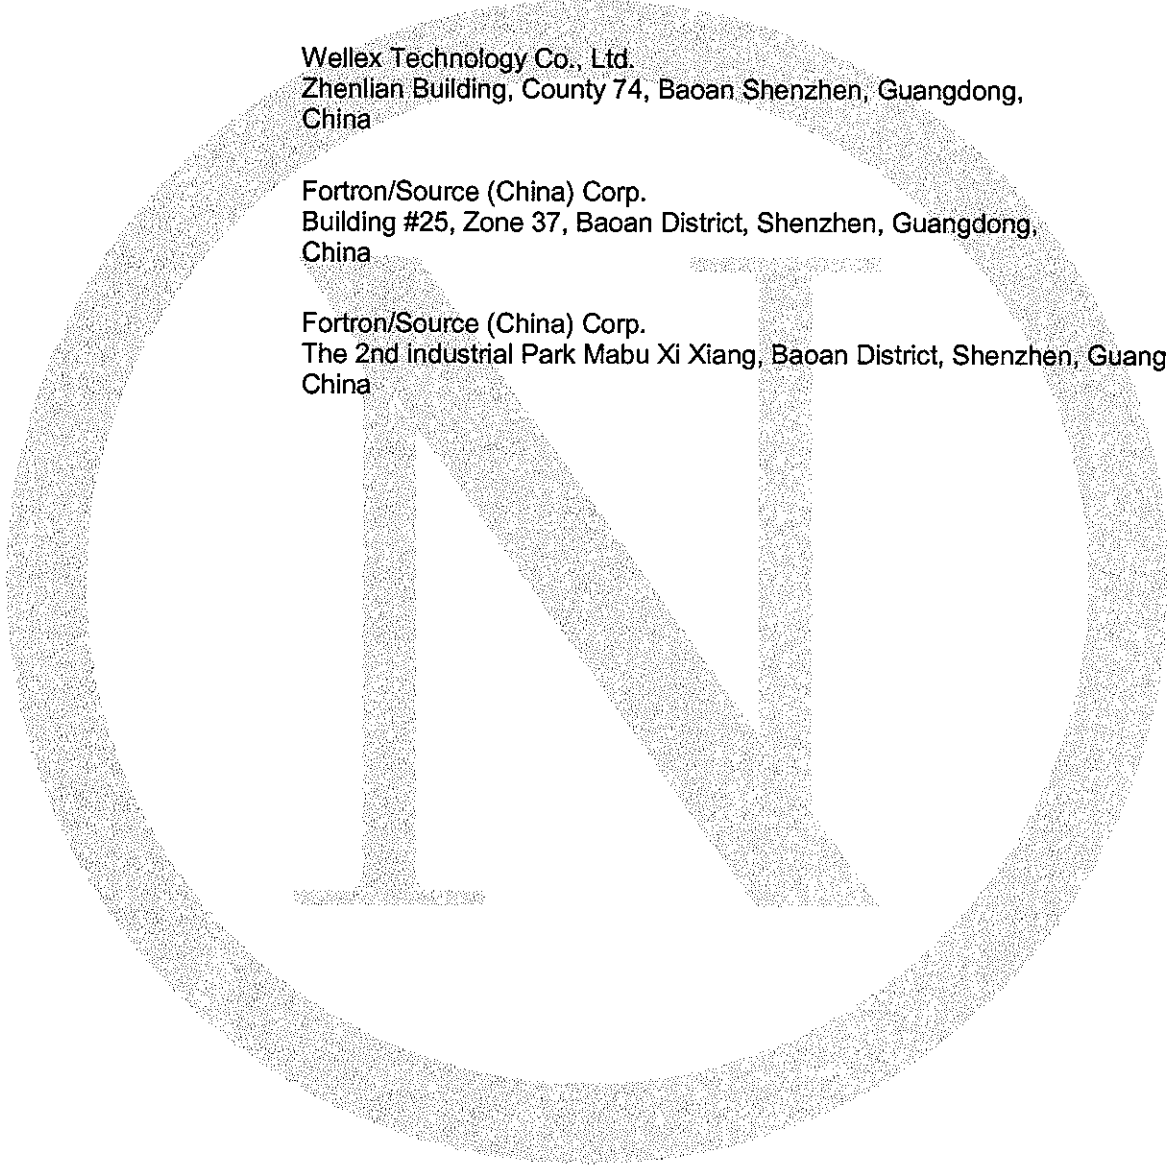 Wellex Technology Co., Ltd.
Zhenlian Building, County 74, Baoan Shenzhen, Guangdong,
China
Fortron/Source (China) Corp.
Building #25, Zone 37, Baoan District, Shenzhen, Guangdong,
China
Fortron/Source (China) Corp.
The 2nd industrial Park Mabu Xi Xiang, Baoan District, Shenzhen, Guang
China
N